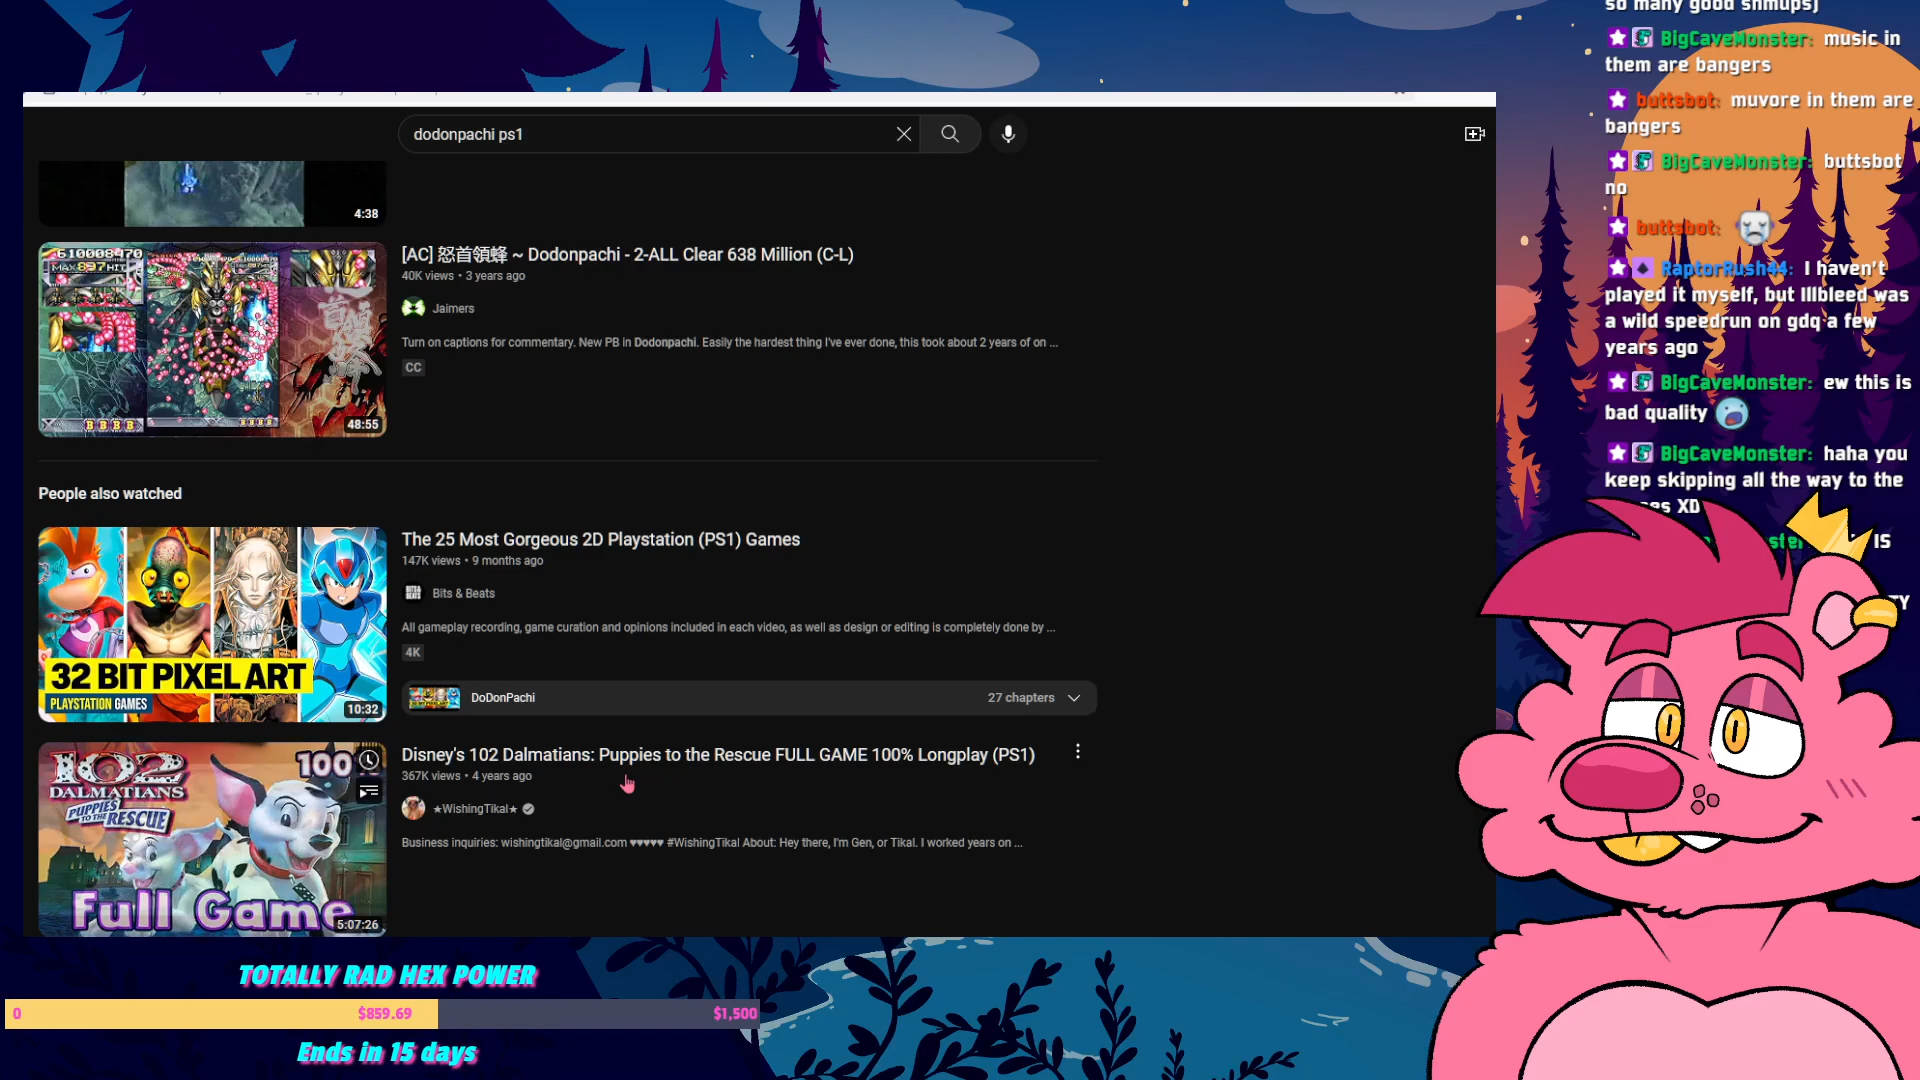 dodonpachi ps1
4:38
610008470
MAX 897HIT
B B B B
48:55
[AC] 怒首領蜂 ~ Dodonpachi - 2-ALL Clear 638 Million (C-L)
40K views • 3 years ago
Jaimers
Turn on captions for commentary. New PB in Dodonpachi. Easily the hardest thing I've ever done, this took about 2 years of on ...
CC
People also watched
32 BIT PIXEL ART
PLAYSTATION GAMES
10:32
The 25 Most Gorgeous 2D Playstation (PS1) Games
147K views • 9 months ago
BITS & BEATS
Bits & Beats
All gameplay recording, game curation and opinions included in each video, as well as design or editing is completely done by ...
4K
DoDonPachi
27 chapters
102
DALMATIANS
PUPPIES
TO THE
RESCUE
100
Full Game
5:07:26
Disney's 102 Dalmatians: Puppies to the Rescue FULL GAME 100% Longplay (PS1)
367K views • 4 years ago
★WishingTikal★
Business inquiries: wishingtikal@gmail.com ♥♥♥♥♥ #WishingTikal About: Hey there, I'm Gen, or Tikal. I worked years on ...
so many good shmups)
BigCaveMonster: music in
them are bangers
buttsbot: muvore in them are
bangers
BigCaveMonster: buttsbot
no
buttsbot:
RaptorRush44: I haven't
played it myself, but Illbleed was
a wild speedrun on gdq a few
years ago
BigCaveMonster: ew this is
bad quality
BigCaveMonster: haha you
keep skipping all the way to the
XD
IS
TOTALLY RAD HEX POWER
0
$859.69
$1,500
Ends in 15 days